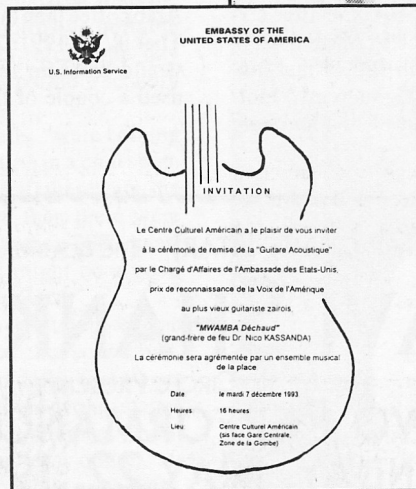 EMBASSY OF THE
UNITED STATES OF AMERICA
U.S. Information Service
INVITATION
Le Centre Culturel Américain a le plaisir de vous inviter
à la cérémonie de remise de la "Guitare Acoustique"
par le Chargé d'Affaires de l'Ambassade des Etats-Unis,
prix de reconnaissance de la Voix de l'Amérique
au plus vieux guitariste zaïrois
"MWAMBA Déchaud"
(grand-frere de feu Dr Nico KASSANDA)
La cérémonie sera agrémentée par un ensemble musical
de la place
Date le mardi 7 décembre 1993
Heures 16 heures
Lieu: Centre Culturel Américain
(sis face Gare Centrale,
Zone de la Gombe)